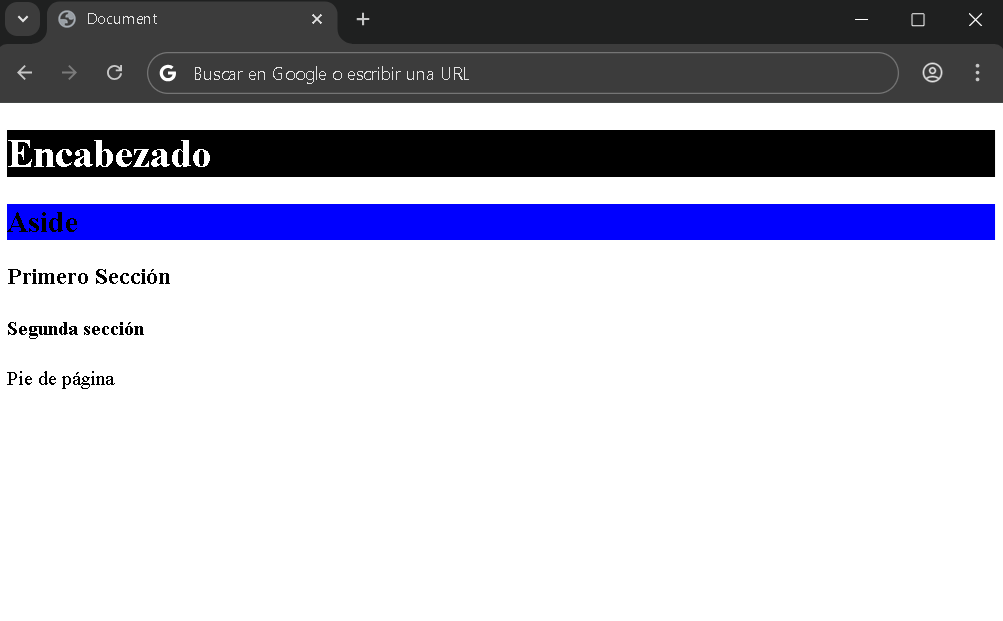 Document
Buscar en Google o escribir una URL
Encabezado
Aside
Primero Sección
Segunda sección
Pie de página